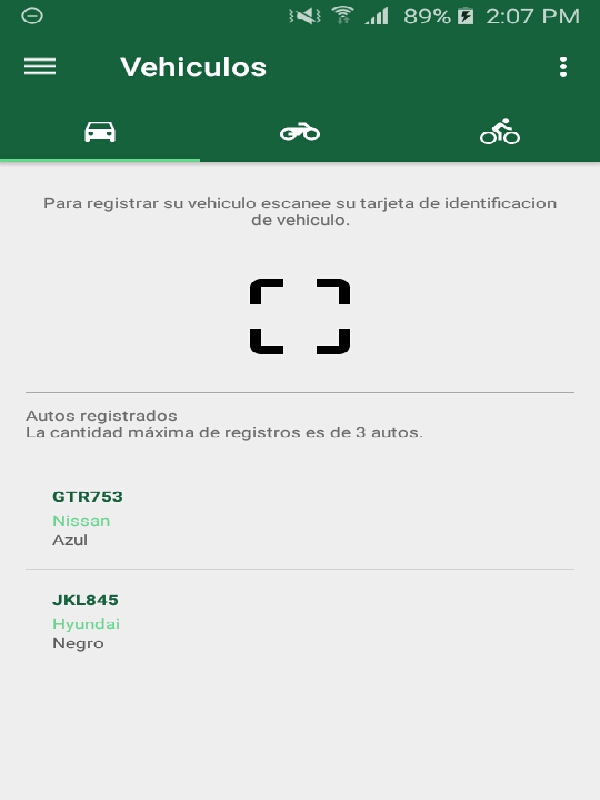 89% 2:07 PM
Vehiculos
Para registrar su vehiculo escanee su tarjeta de identificacion
de vehiculo.
Autos registrados
La cantidad máxima de registros es de 3 autos.
GTR753
Nissan
Azul
JKL845
Hyundai
Negro